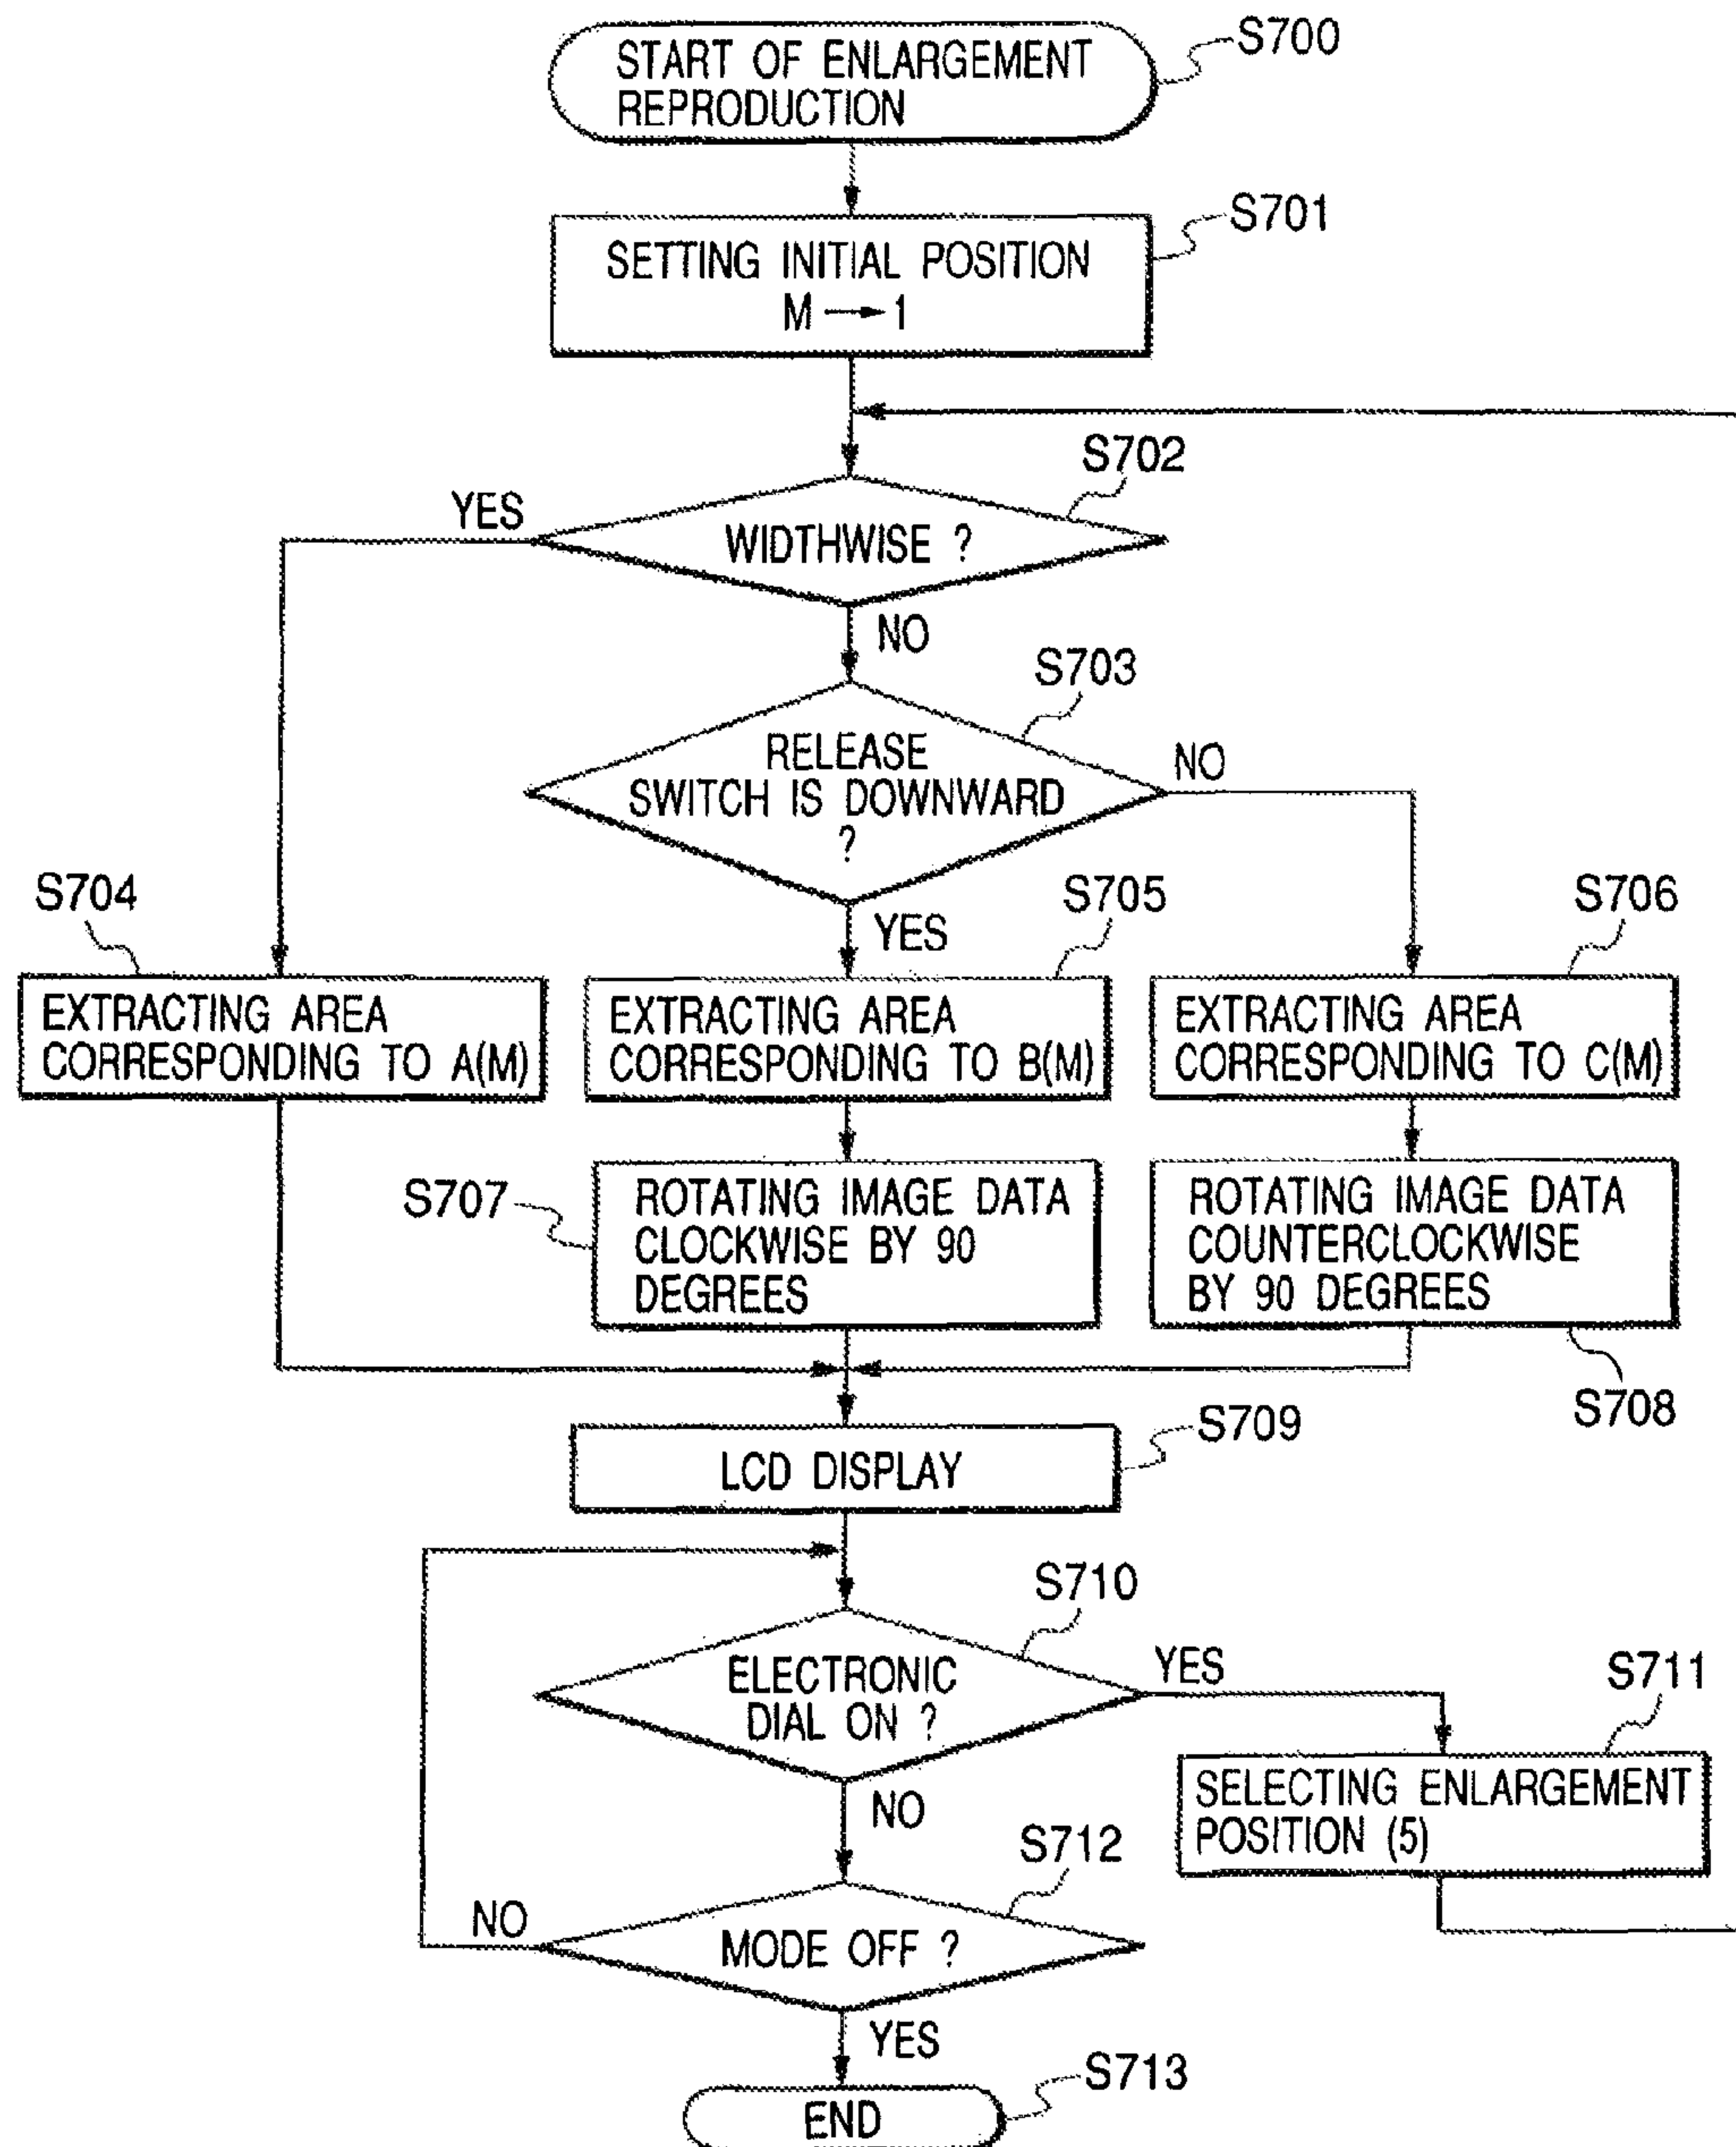 S700
START OF ENLARGEMENT
REPRODUCTION
S701
SETTING INITIAL POSITION
M → 1
S702
YES
WIDTHWISE ?
NO
S703
RELEASE
SWITCH IS DOWNWARD
?
NO
YES
S704
EXTRACTING AREA
CORRESPONDING TO A(M)
S705
EXTRACTING AREA
CORRESPONDING TO B(M)
S706
EXTRACTING AREA
CORRESPONDING TO C(M)
S707
ROTATING IMAGE DATA
CLOCKWISE BY 90
DEGREES
ROTATING IMAGE DATA
COUNTERCLOCKWISE
BY 90 DEGREES
S708
S709
LCD DISPLAY
S710
ELECTRONIC
DIAL ON ?
YES
NO
S711
SELECTING ENLARGEMENT
POSITION (5)
S712
NO
MODE OFF ?
YES
S713
END